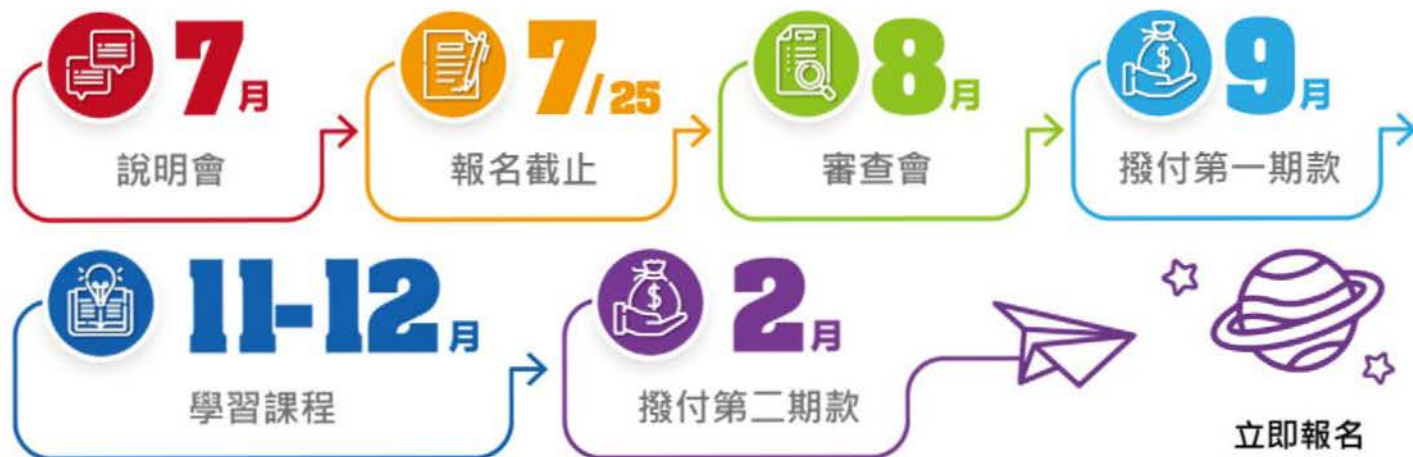 7月
說明會
7/25
報名截止
8月
審查會
9月
撥付第一期款
11-12月
學習課程
2月
撥付第二期款
立即報名